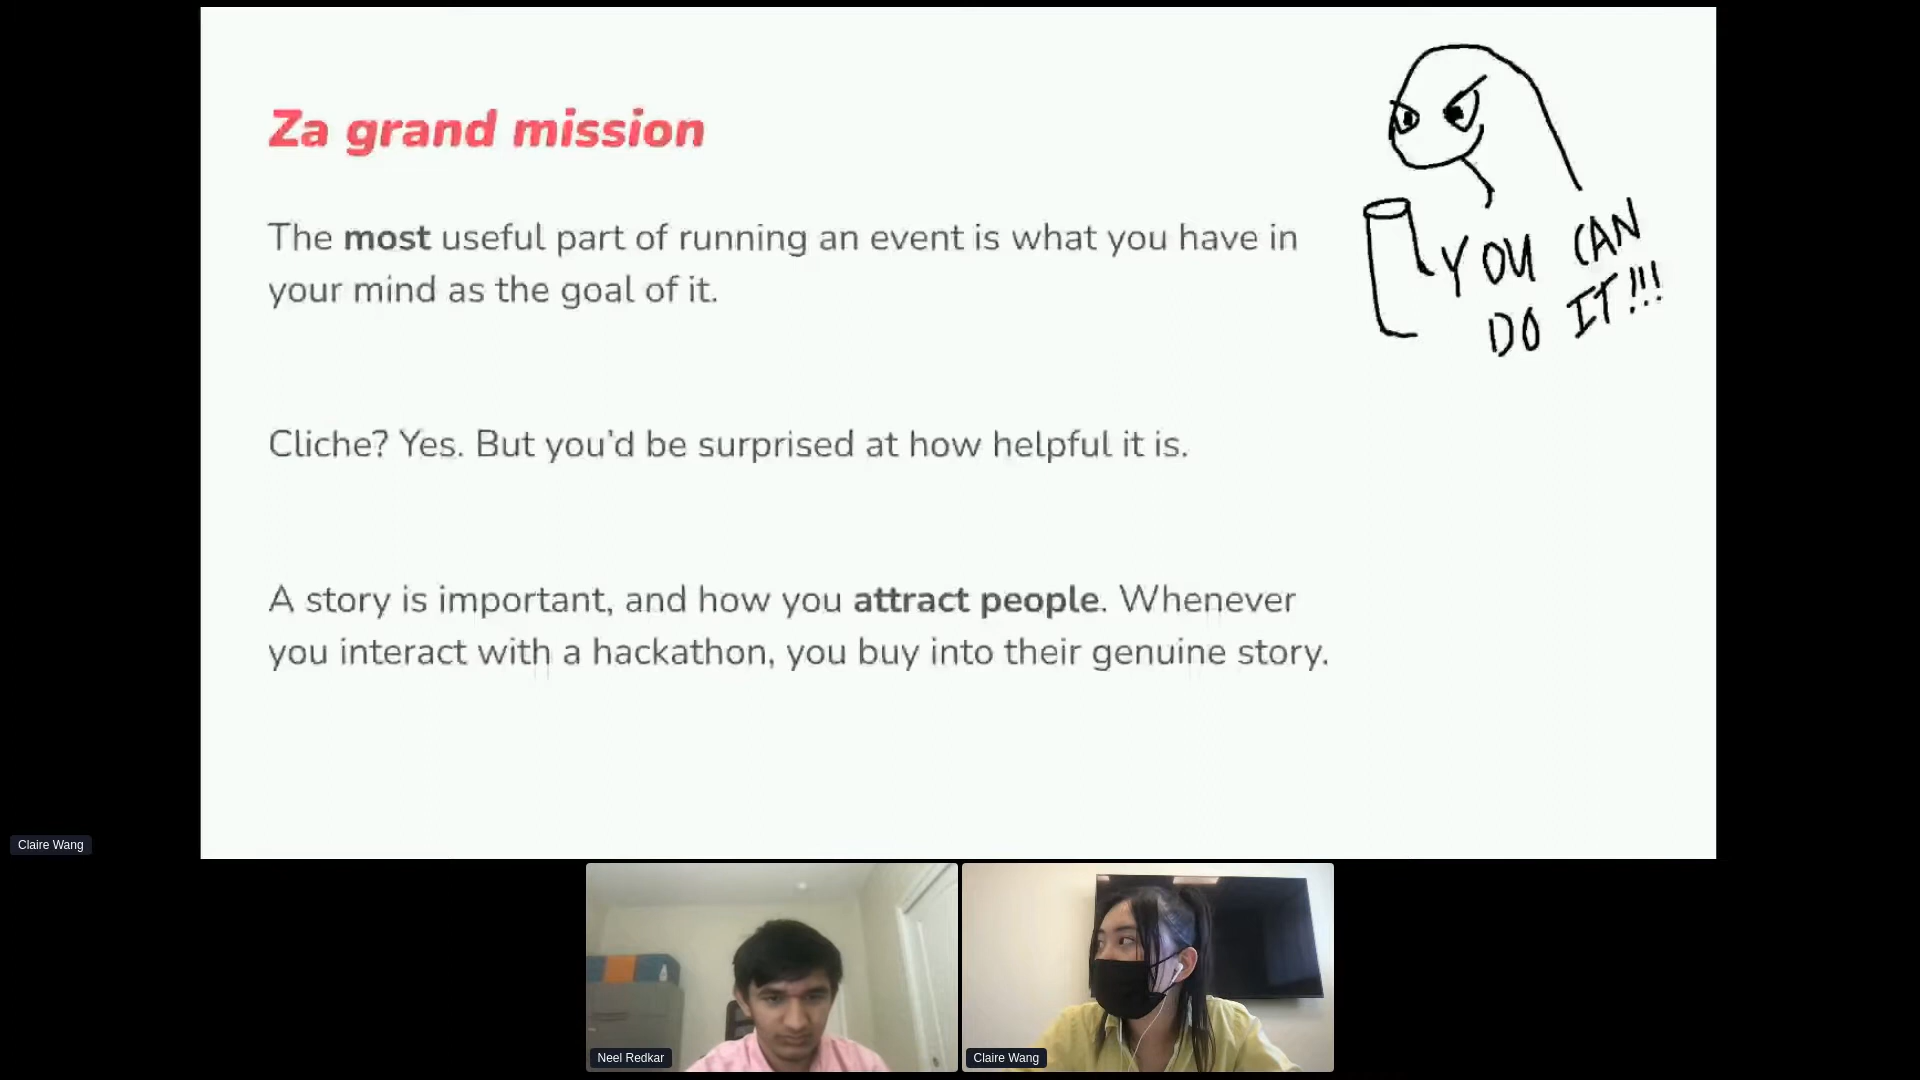 Za grand mission
The most useful part of running an event is what you have in
your mind as the goal of it.
YOU CAN
DO IT!!!
Cliche? Yes. But you'd be surprised at how helpful it is.
A story is important, and how you attract people. Whenever
you interact with a hackathon, you buy into their genuine story.
Claire Wang
Neel Redkar
Claire Wang